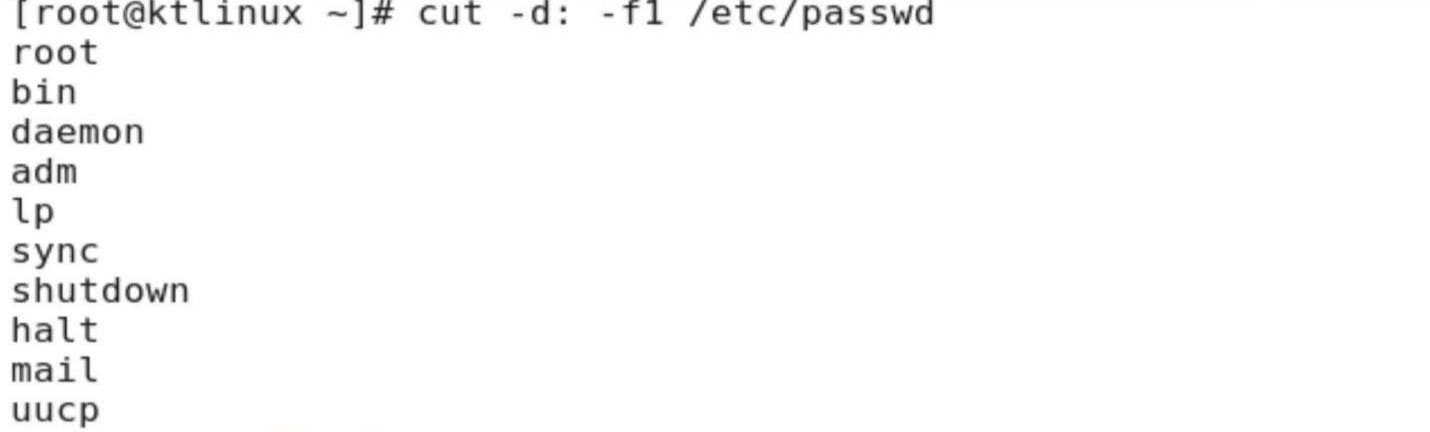 [root@ktlinux ~]# cut -d: -f1 /etc/passwd
root
bin
daemon
adm
lp
sync
shutdown
halt
mail
uucp